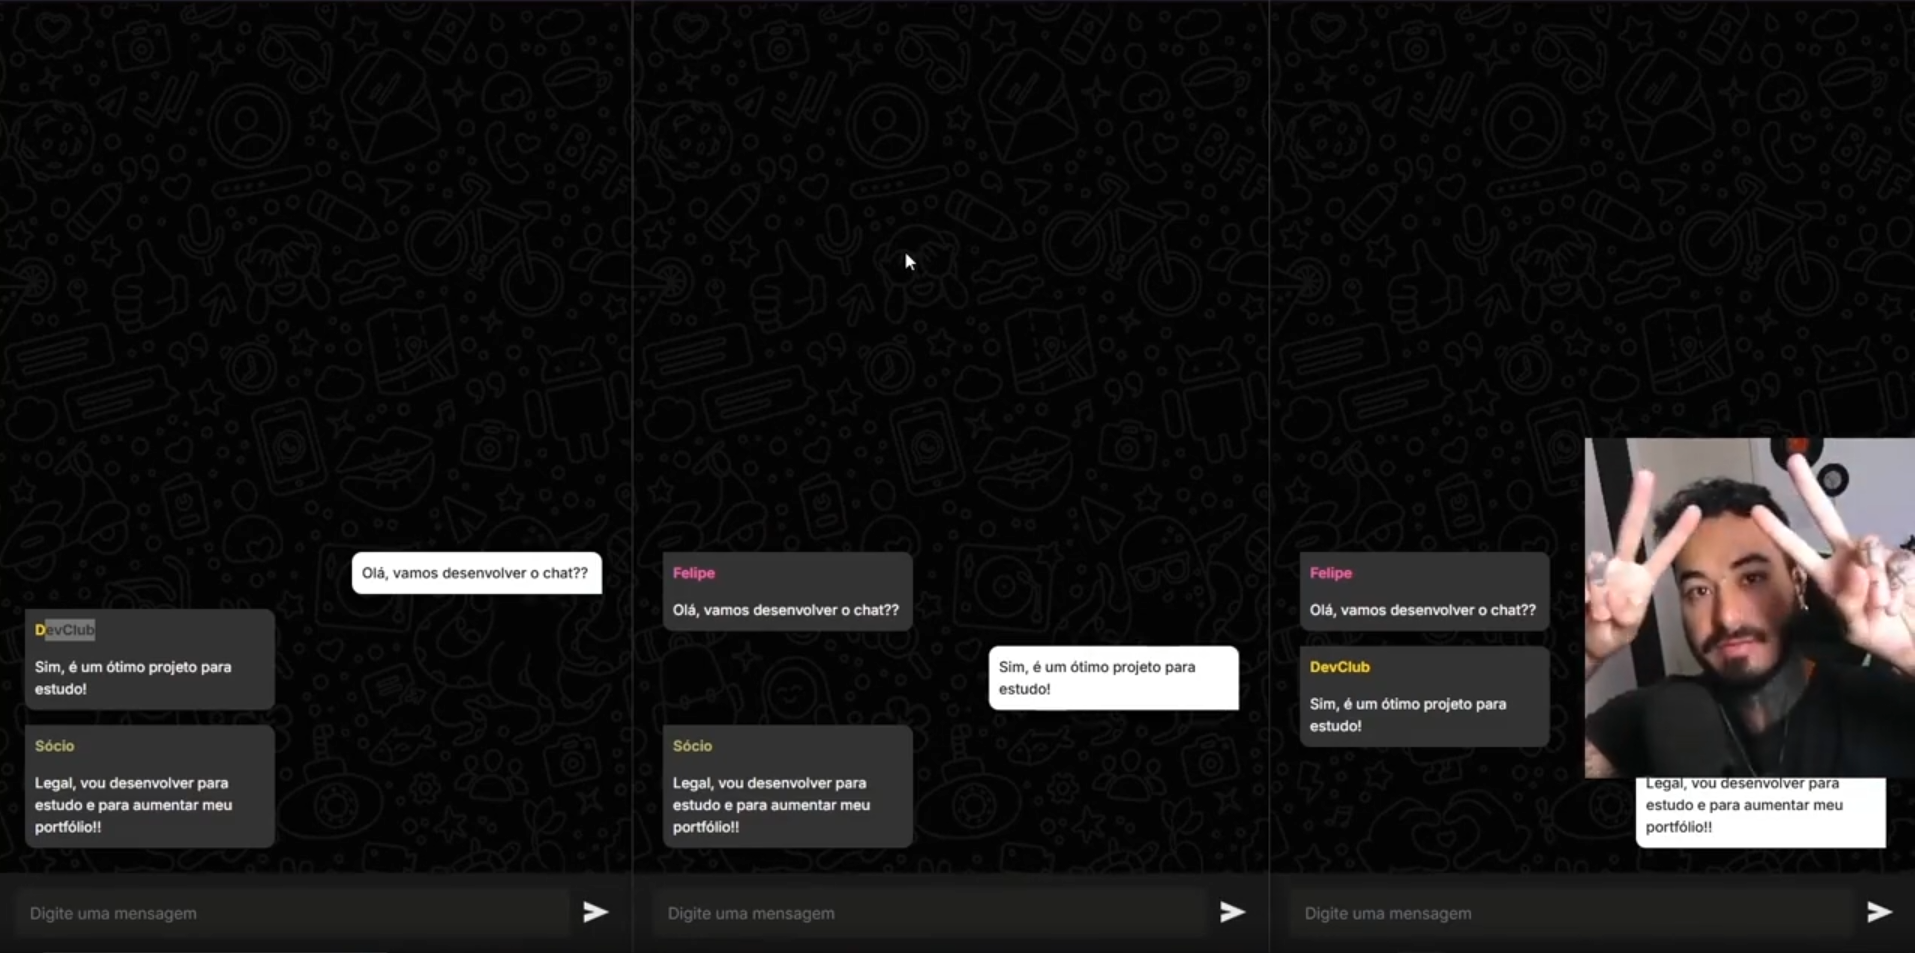 Olá, vamos desenvolver o chat??
DevClub
Sim, é um ótimo projeto para
estudo!
Sócio
Legal, vou desenvolver para
estudo e para aumentar meu
portfólio!!
Digite uma mensagem
Felipe
Olá, vamos desenvolver o chat??
Sim, é um ótimo projeto para
estudo!
Sócio
Legal, vou desenvolver para
estudo e para aumentar meu
portfólio!!
Digite uma mensagem
Felipe
Olá, vamos desenvolver o chat??
DevClub
Sim, é um ótimo projeto para
estudo!
Legal, vou desenvolver para
estudo e para aumentar meu
portfólio!!
Digite uma mensagem
BFF
BFF
BFF